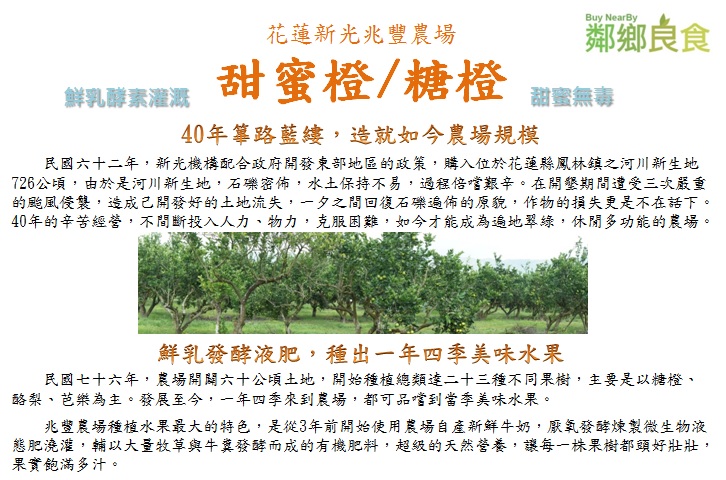 花蓮新光兆豐農場
Buy NearBy
鄰鄉良食
鮮乳酵素灌溉
甜蜜橙/糖橙
甜蜜無毒
40年篳路藍縷，造就如今農場規模
民國六十二年，新光機構配合政府開發東部地區的政策，購入位於花蓮縣鳳林鎮之河川新生地
726公頃，由於是河川新生地，石礫密佈，水土保持不易，過程倍嚐艱辛。在開墾期間遭受三次嚴重
的颱風侵襲，造成已開發好的土地流失，一夕之間回復石礫遍佈的原貌，作物的損失更是不在話下。
40年的辛苦經營，不間斷投入人力、物力，克服困難，如今才能成為遍地翠綠，休閒多功能的農場。
鮮乳發酵液肥，種出一年四季美味水果
民國七十六年，農場開闢六十公頃土地，開始種植總類達二十三種不同果樹，主要是以糖橙、
酪梨、芭樂為主。發展至今，一年四季來到農場，都可品嚐到當季美味水果。
兆豐農場種植水果最大的特色，是從3年前開始使用農場自產新鮮牛奶，厭氧發酵煉製微生物液
態肥澆灌，輔以大量牧草與牛糞發酵而成的有機肥料，超級的天然營養，讓每一株果樹都頭好壯壯，
果實飽滿多汁。